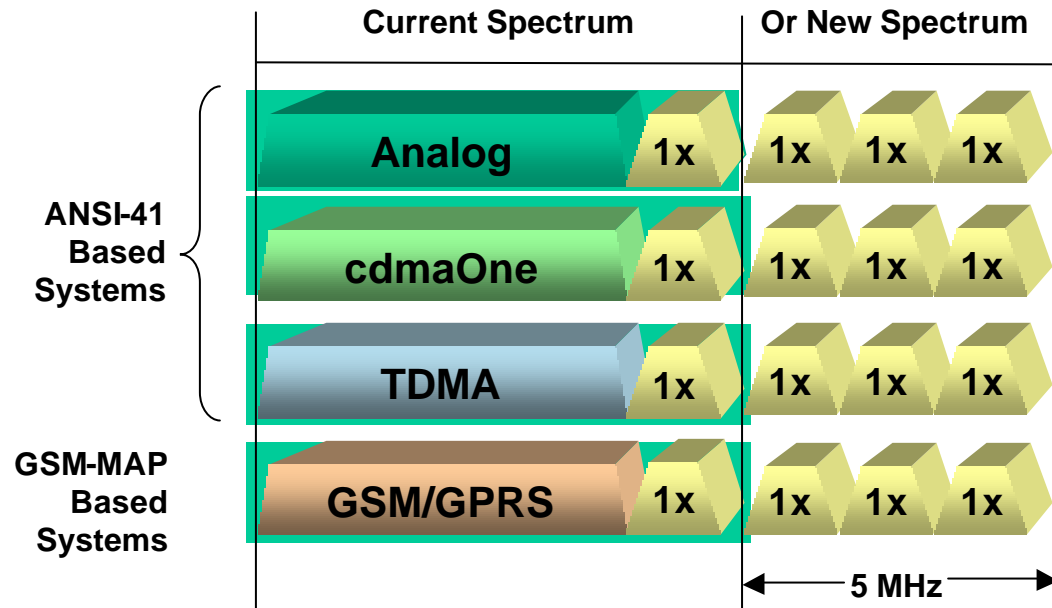 Current Spectrum
Or New Spectrum
ANSI-41
Based
Systems
Analog 1x 1x 1x 1x
cdmaOne 1x 1x 1x 1x
TDMA 1x 1x 1x 1x
GSM-MAP
Based
Systems
GSM/GPRS 1x 1x 1x 1x
5 MHz